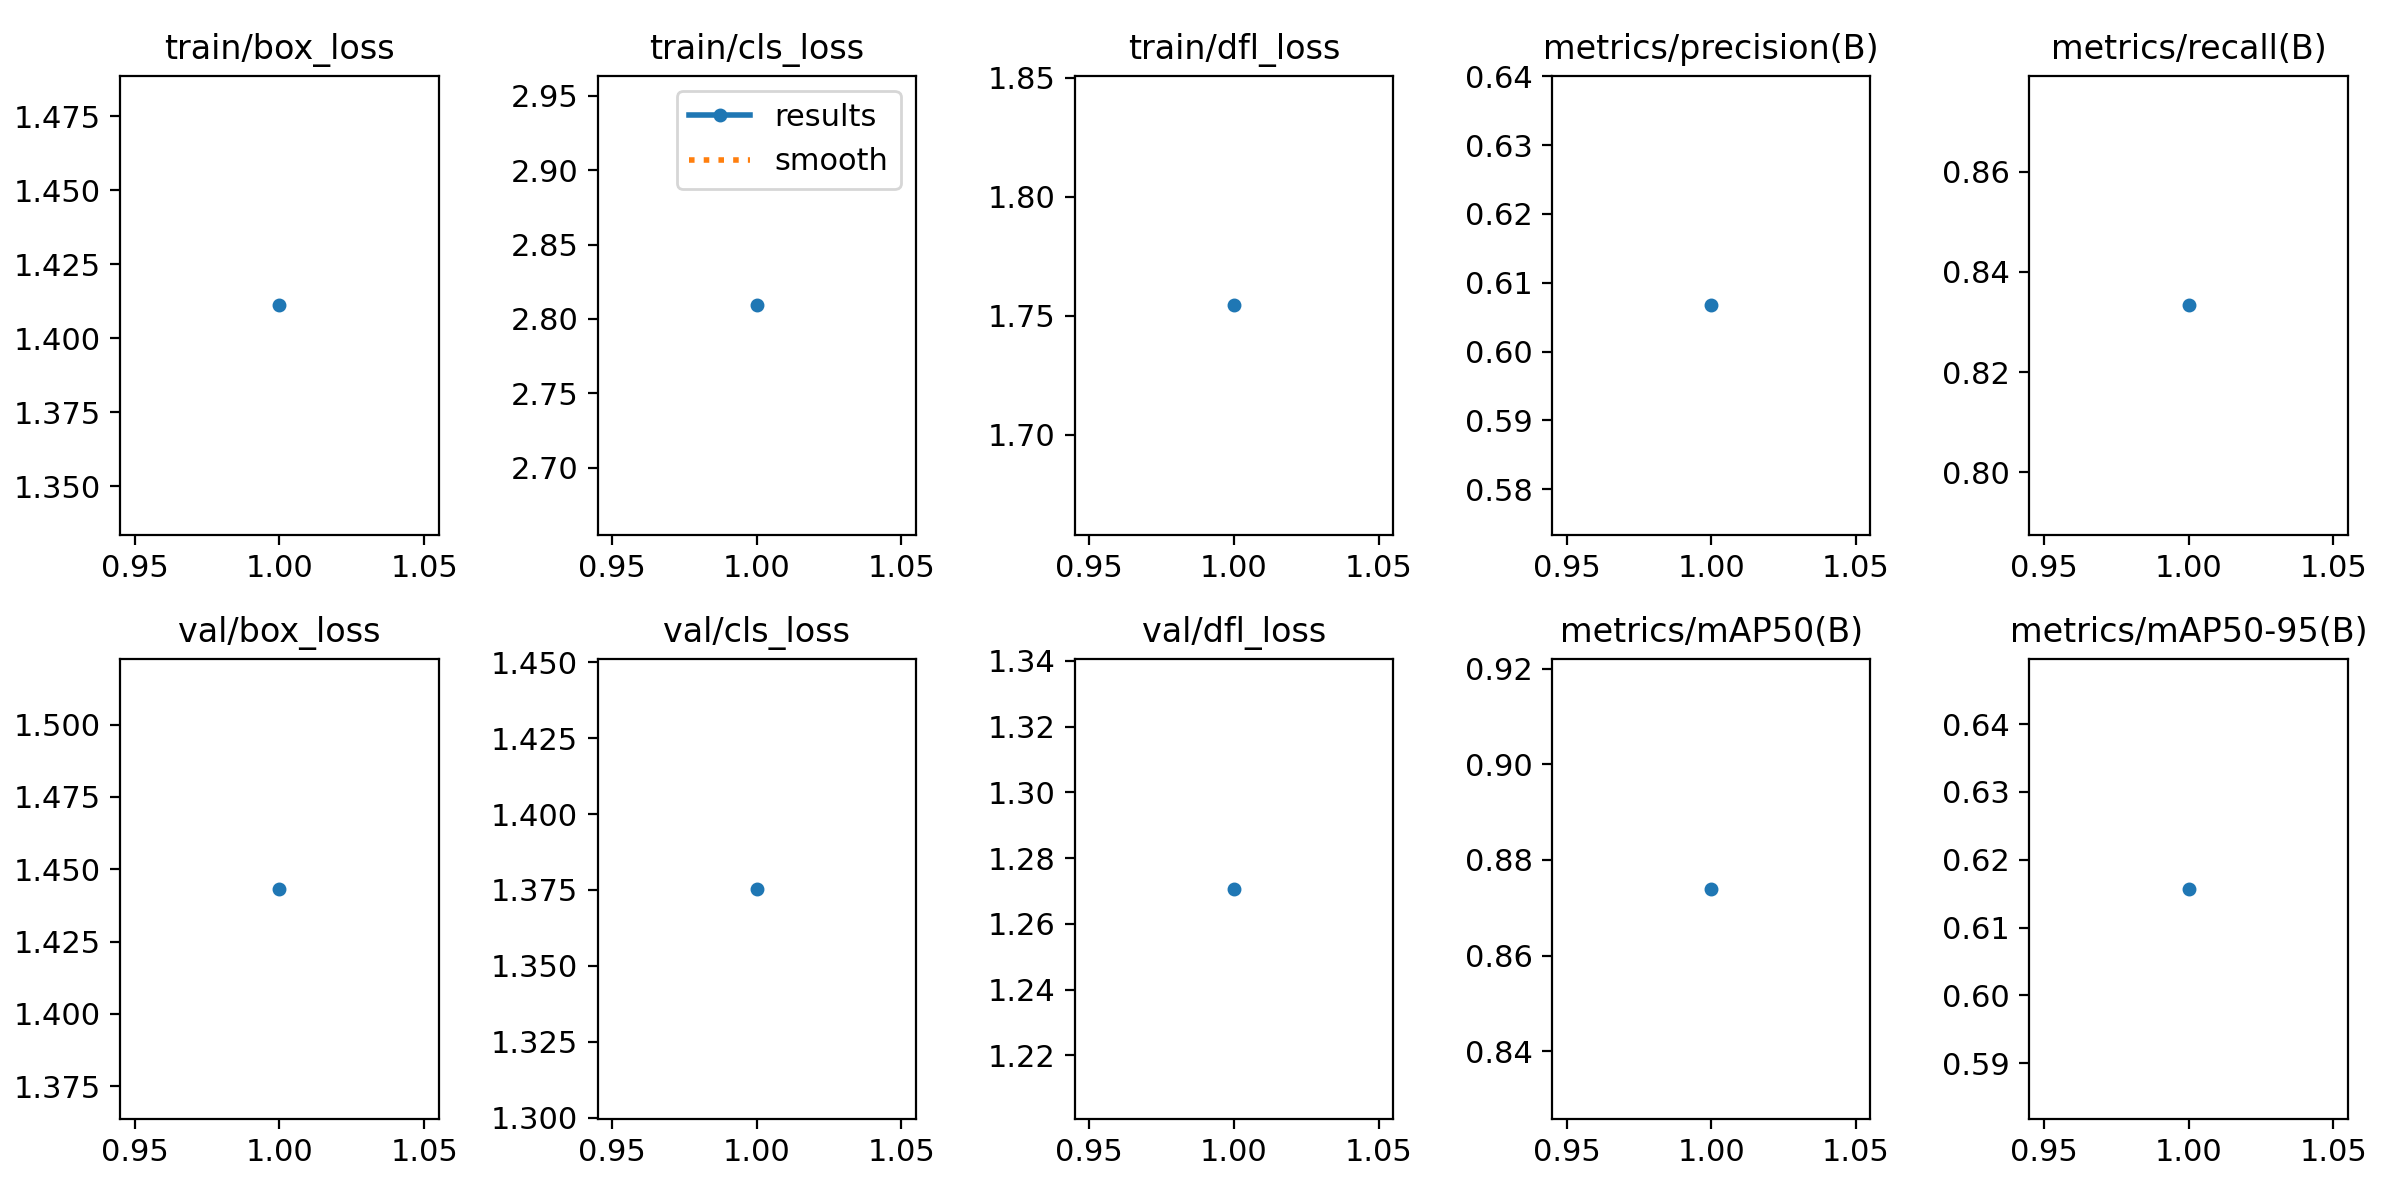 train/box_loss
1.475
1.450
1.425
1.400
1.375
1.350
0.95 1.00 1.05
train/cls_loss
results
smooth
2.95
2.90
2.85
2.80
2.75
2.70
0.95 1.00 1.05
train/dfl_loss
1.85
1.80
1.75
1.70
0.95 1.00 1.05
metrics/precision(B)
0.64
0.63
0.62
0.61
0.60
0.59
0.58
0.95 1.00 1.05
metrics/recall(B)
0.86
0.84
0.82
0.80
0.95 1.00 1.05
val/box_loss
1.500
1.475
1.450
1.425
1.400
1.375
0.95 1.00 1.05
val/cls_loss
1.450
1.425
1.400
1.375
1.350
1.325
1.300
0.95 1.00 1.05
val/dfl_loss
1.34
1.32
1.30
1.28
1.26
1.24
1.22
0.95 1.00 1.05
metrics/mAP50(B)
0.92
0.90
0.88
0.86
0.84
0.95 1.00 1.05
metrics/mAP50-95(B)
0.64
0.63
0.62
0.61
0.60
0.59
0.95 1.00 1.05